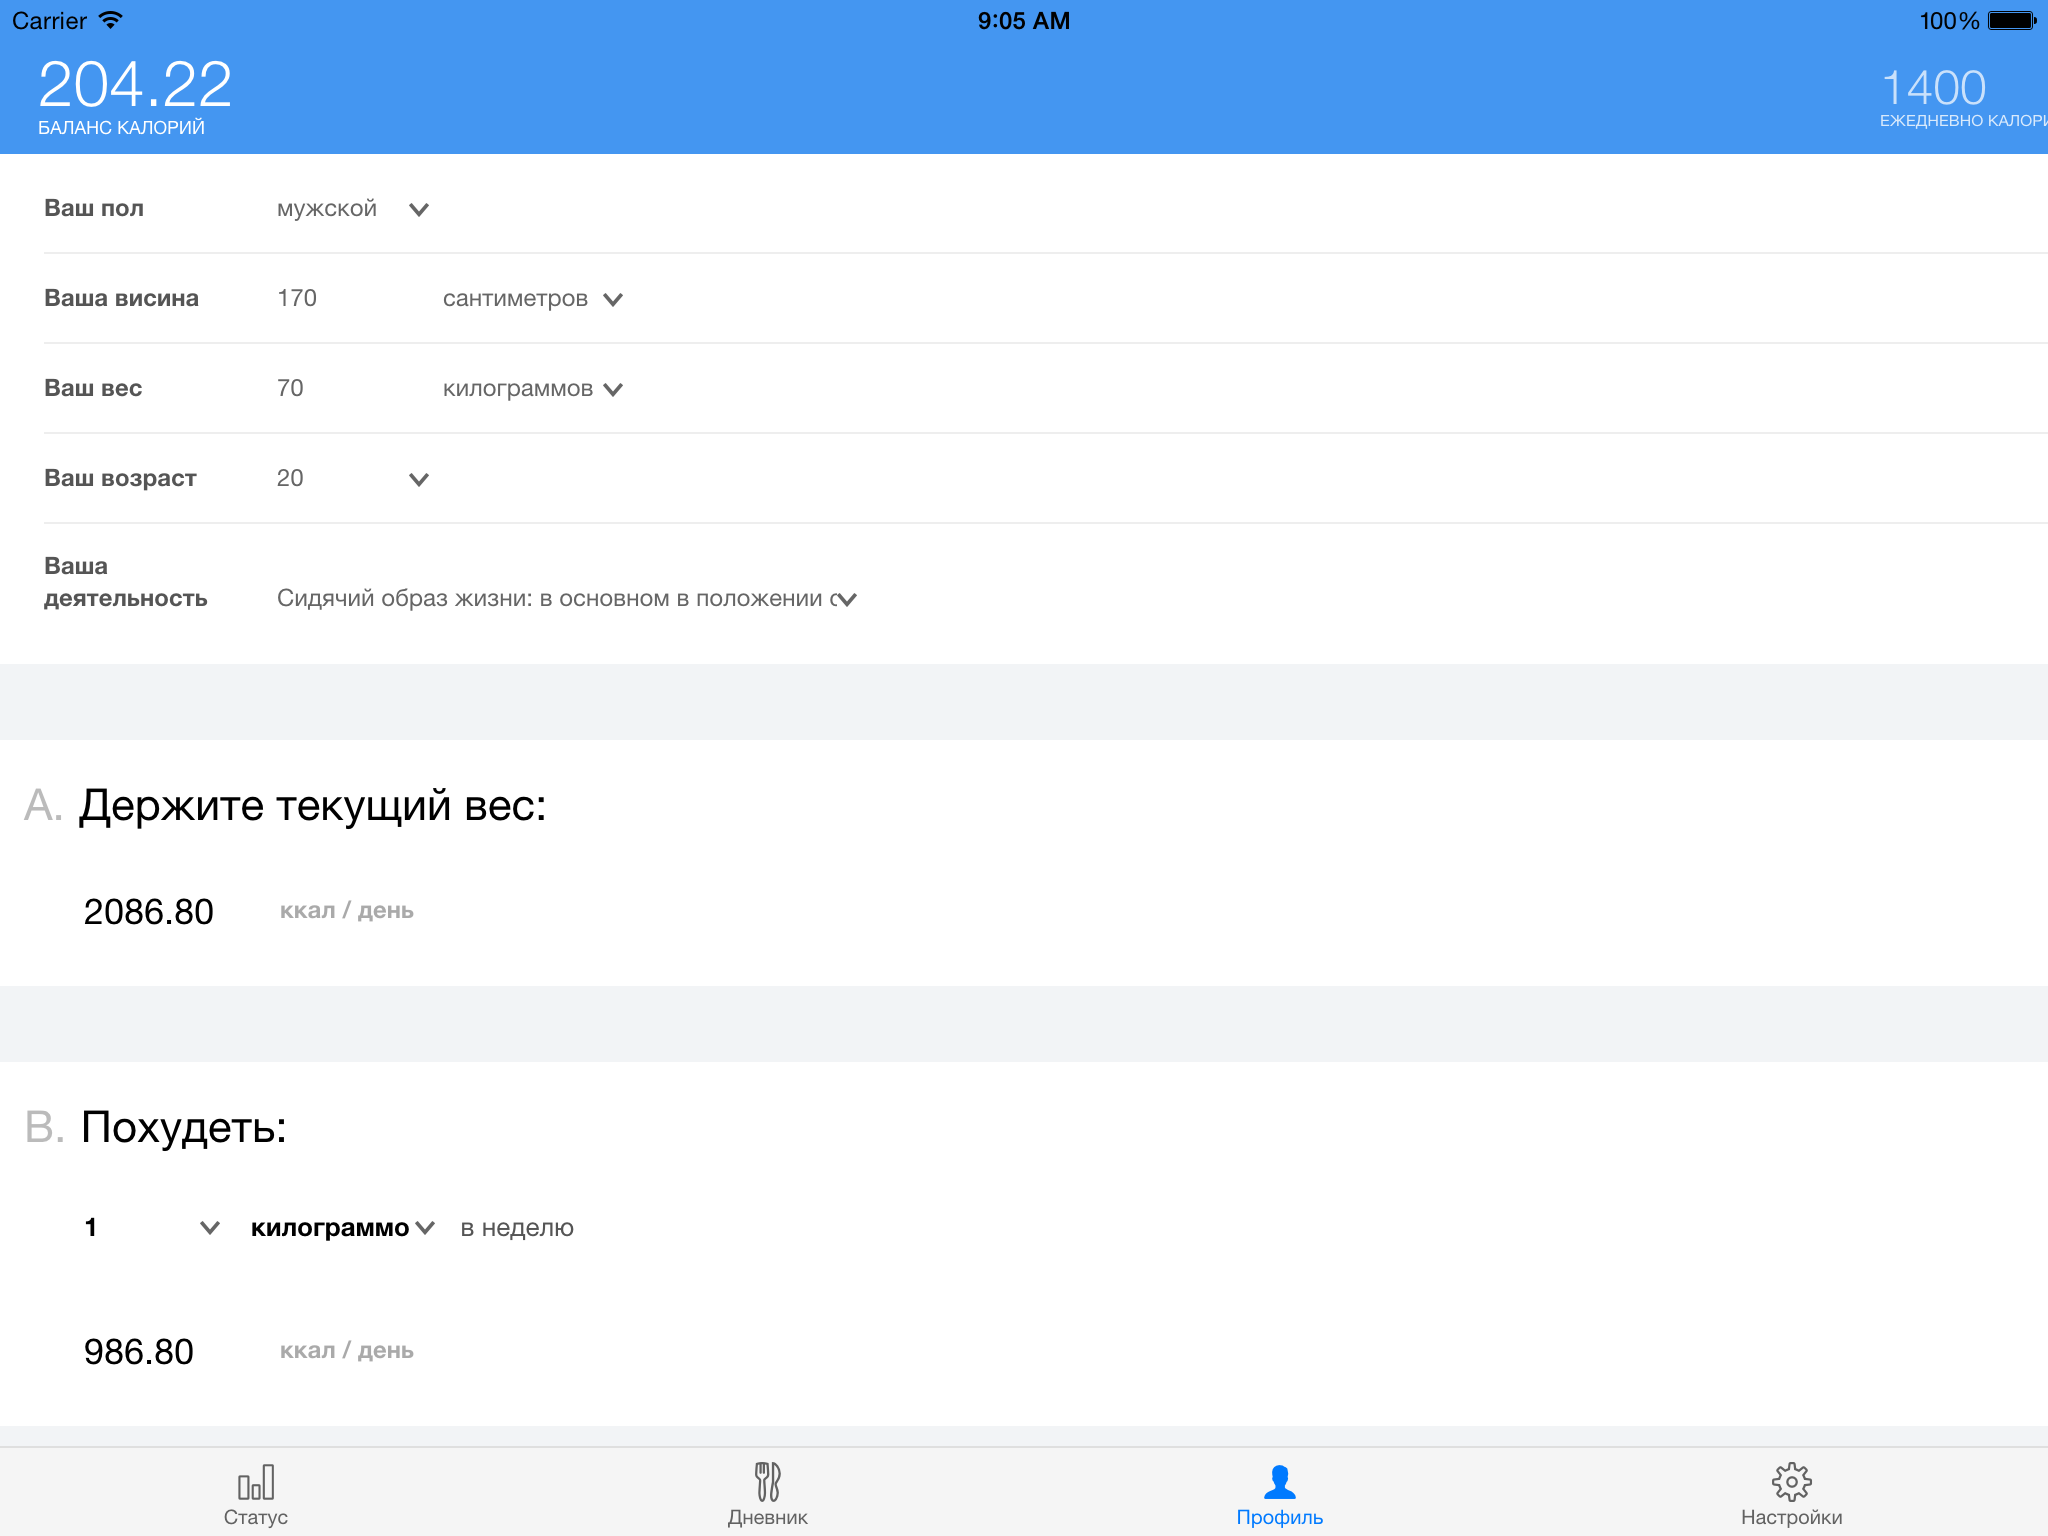 Carrier 9:05 AM 100%
204.22
БАЛАНС КАЛОРИЙ
1400
ЕЖЕДНЕВНО
Ваш пол мужской
Ваша висина 170 сантиметров
Ваш вес 70 килограммов
Ваш возраст 20
Ваша
деятельность Сидячий образ жизни: в основном в положении
A. Держите текущий вес:
2086.80 ккал / день
B. Похудеть:
1 килограммо в неделю
986.80 ккал / день
Статус Дневник Профиль Настройки